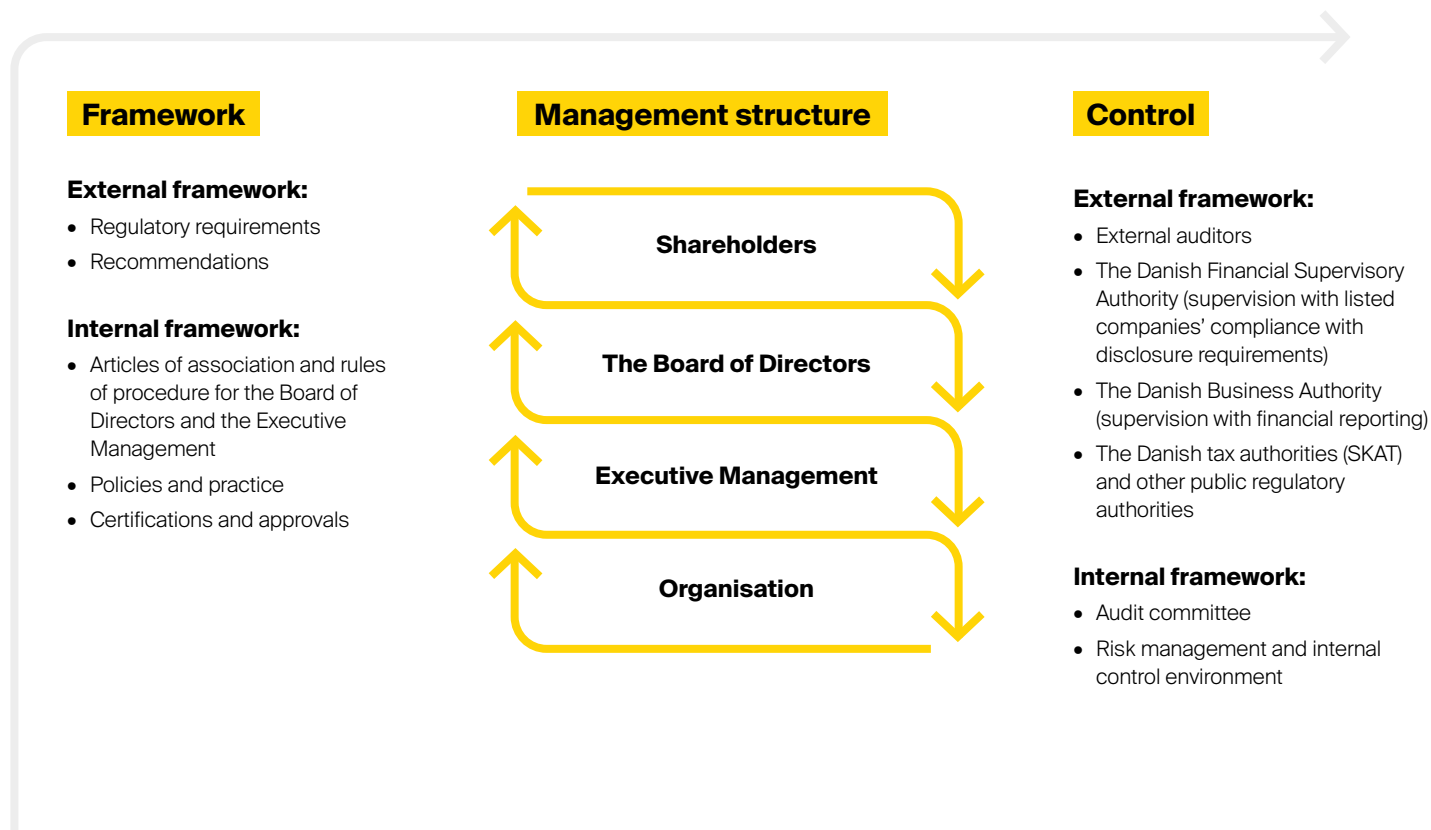 Framework
External framework:
• Regulatory requirements
• Recommendations
Internal framework:
• Articles of association and rules
of procedure for the Board of
Directors and the Executive
Management
• Policies and practice
• Certifications and approvals
Management structure
Shareholders
The Board of Directors
Executive Management
Organisation
Control
External framework:
• External auditors
• The Danish Financial Supervisory
Authority (supervision with listed
companies’ compliance with
disclosure requirements)
• The Danish Business Authority
(supervision with financial reporting)
• The Danish tax authorities (SKAT)
and other public regulatory
authorities
Internal framework:
• Audit committee
• Risk management and internal
control environment